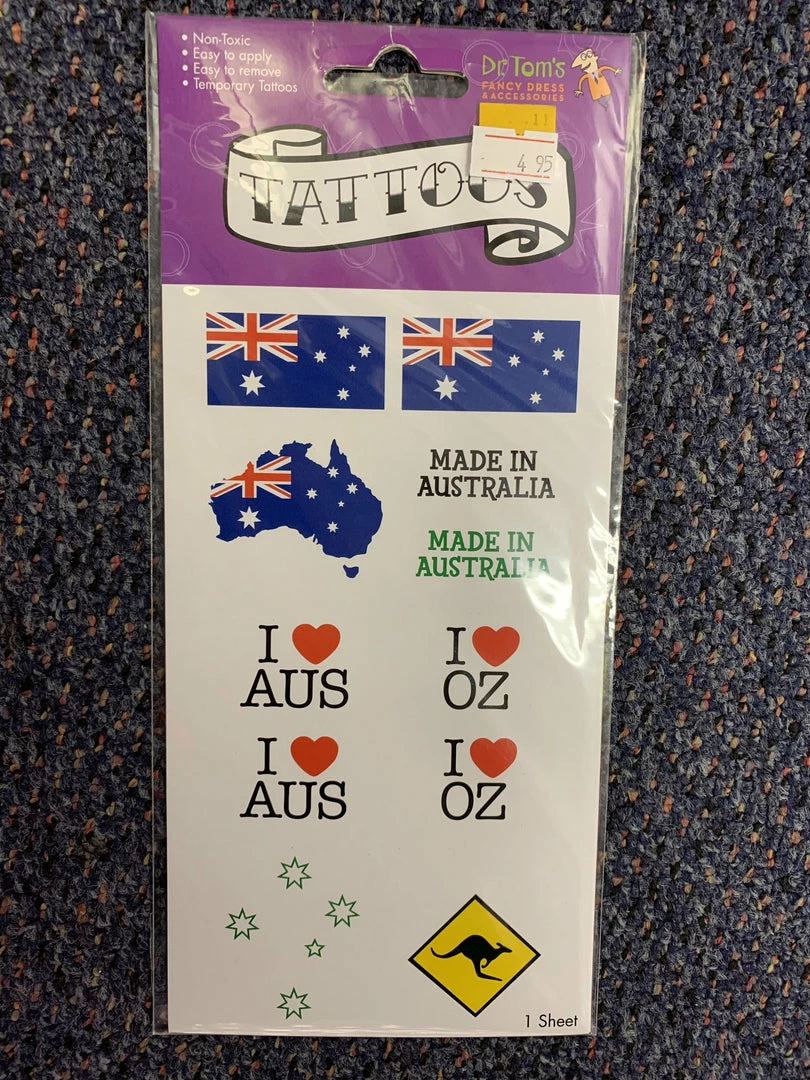 • Non-Toxic
• Easy to apply
• Easy to remove
• Temporary Tattoos
Dr Tom's
FANCY DRESS
& ACCESSORIES
11
4 95
TATTOOS
MADE IN
AUSTRALIA
MADE IN
AUSTRALIA
I ❤ AUS
I ❤ OZ
I ❤ AUS
I ❤ OZ
1 Sheet